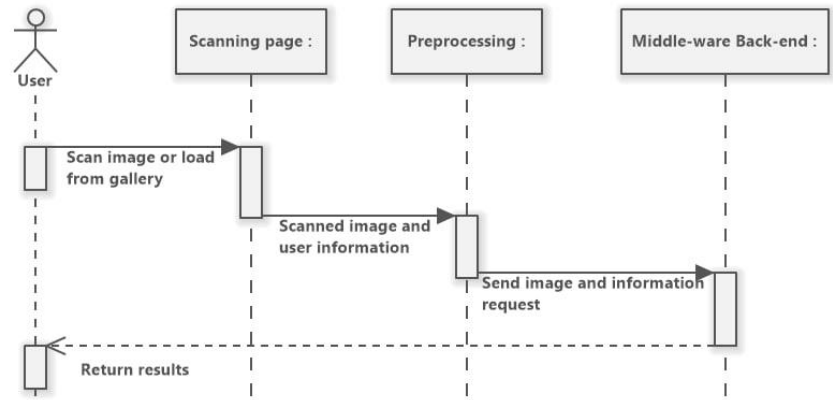 Scanning page :
Preprocessing :
Middle-ware Back-end :
User
Scan image or load
from gallery
Scanned image and
user information
Send image and information
request
Return results